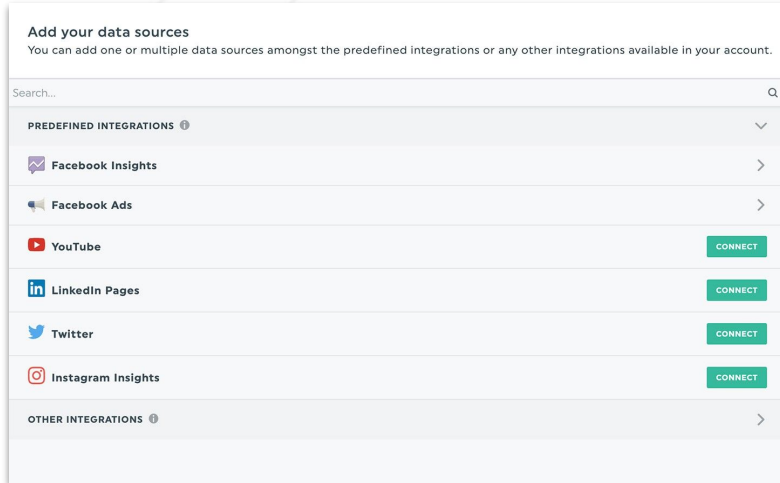 Add your data sources
You can add one or multiple data sources amongst the predefined integrations or any other integrations available in your account.
Search...
PREDEFINED INTEGRATIONS
Facebook Insights
Facebook Ads
YouTube
CONNECT
in LinkedIn Pages
CONNECT
Twitter
CONNECT
Instagram Insights
CONNECT
OTHER INTEGRATIONS